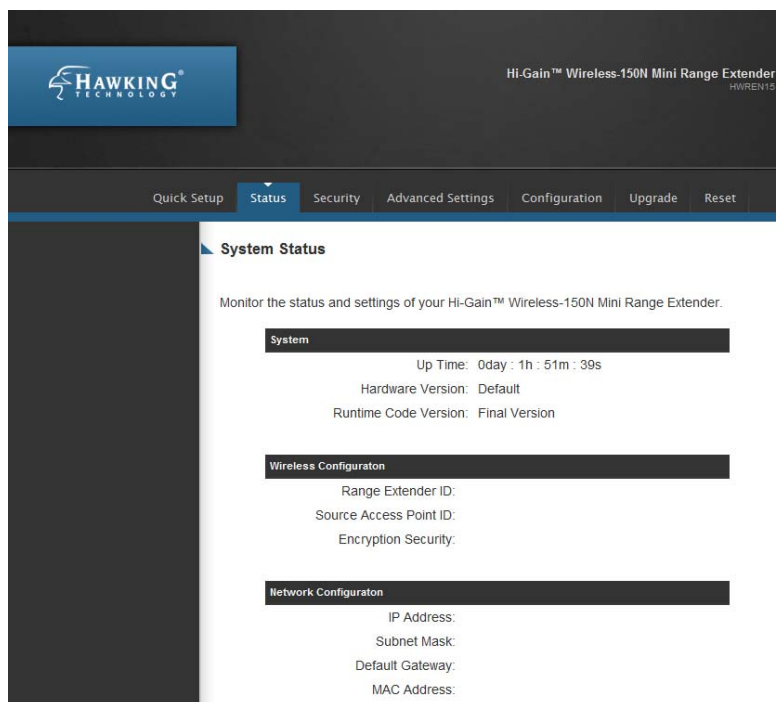 HAWKING®
TECHNOLOGY
Hi-Gain™ Wireless-150N Mini Range Extender
HWREN15
Quick Setup Status Security Advanced Settings Configuration Upgrade Reset
System Status
Monitor the status and settings of your Hi-Gain™ Wireless-150N Mini Range Extender.
System
Up Time: 0day : 1h : 51m : 39s
Hardware Version: Default
Runtime Code Version: Final Version
Wireless Configuraton
Range Extender ID:
Source Access Point ID:
Encryption Security:
Network Configuraton
IP Address:
Subnet Mask:
Default Gateway:
MAC Address: